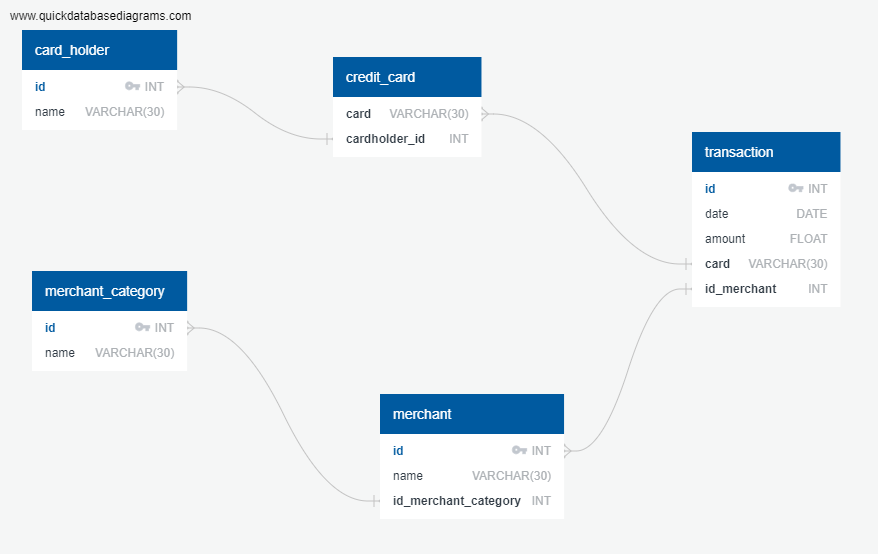 www.quickdatabasediagrams.com
card_holder
id INT
name VARCHAR(30)
credit_card
card VARCHAR(30)
cardholder_id INT
transaction
id INT
date DATE
amount FLOAT
card VARCHAR(30)
id_merchant INT
merchant_category
id INT
name VARCHAR(30)
merchant
id INT
name VARCHAR(30)
id_merchant_category INT